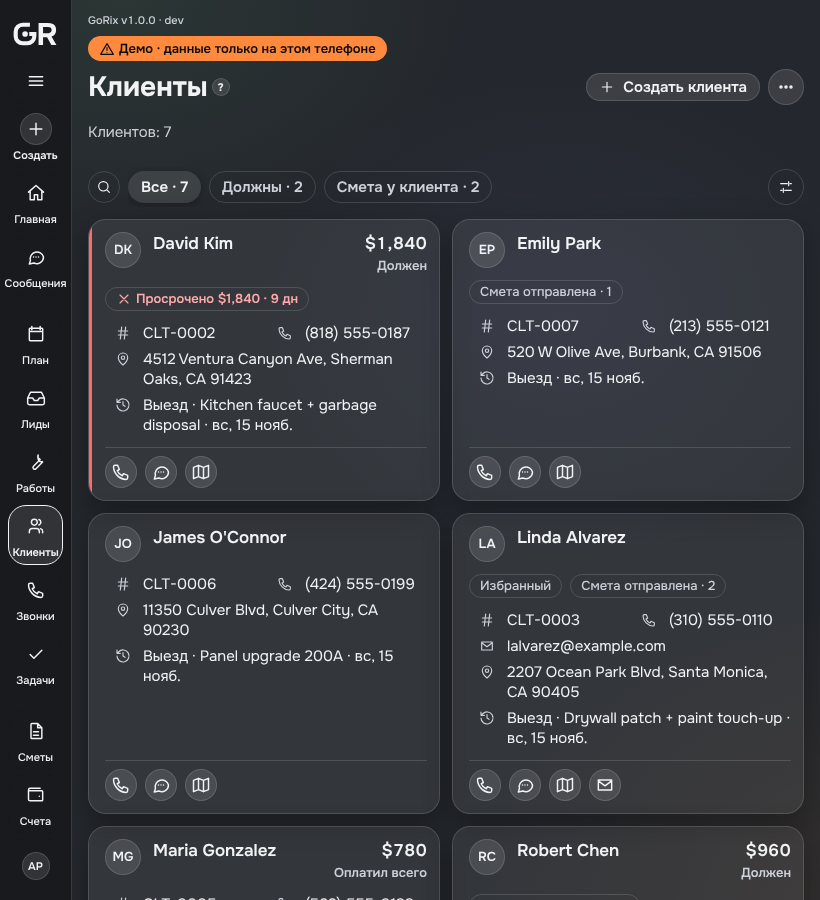 GR
GoRix v1.0.0 · dev
Демо · данные только на этом телефоне
Клиенты ?
Создать клиента
Клиентов: 7
Все · 7
Должны · 2
Смета у клиента · 2
Создать
Главная
Сообщения
План
Лиды
Работы
Клиенты
Звонки
Задачи
Сметы
Счета
AP
DK
David Kim
$1,840
Должен
Просрочено $1,840 · 9 дн
CLT-0002
(818) 555-0187
4512 Ventura Canyon Ave, Sherman
Oaks, CA 91423
Выезд · Kitchen faucet + garbage
disposal · вс, 15 нояб.
EP
Emily Park
Смета отправлена · 1
CLT-0007
(213) 555-0121
520 W Olive Ave, Burbank, CA 91506
Выезд · вс, 15 нояб.
JO
James O'Connor
CLT-0006
(424) 555-0199
11350 Culver Blvd, Culver City, CA
90230
Выезд · Panel upgrade 200A · вс, 15
нояб.
LA
Linda Alvarez
Избранный
Смета отправлена · 2
CLT-0003
(310) 555-0110
lalvarez@example.com
2207 Ocean Park Blvd, Santa Monica,
CA 90405
Выезд · Drywall patch + paint touch-up ·
вс, 15 нояб.
MG
Maria Gonzalez
$780
Оплатил всего
RC
Robert Chen
$960
Должен